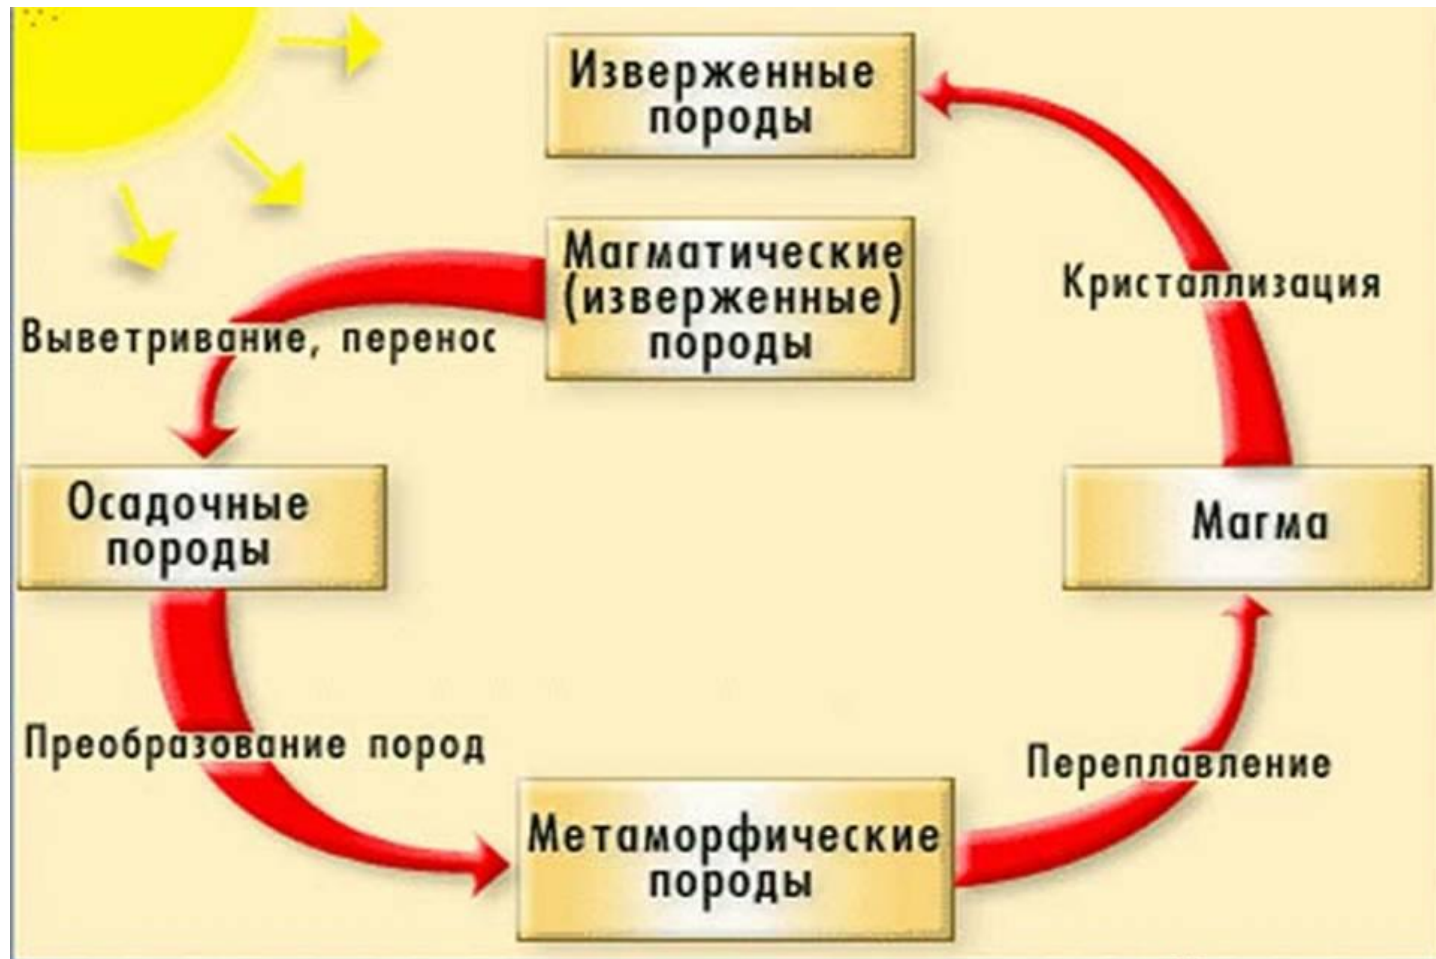 Изверженные
породы
Магматические
(изверженные)
породы
Кристаллизация
Выветривание, перенос
Осадочные
породы
Магма
Преобразование пород
Переплавление
Метаморфические
породы